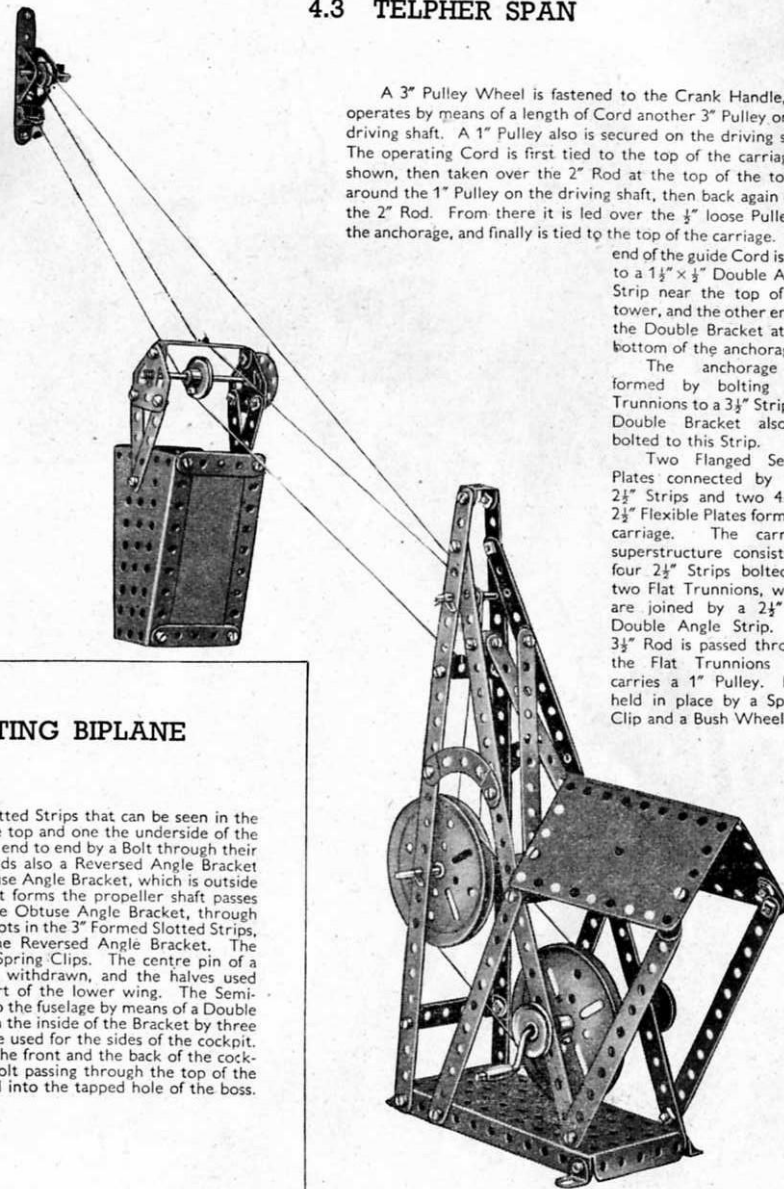 4.3 TELPHER SPAN
A 3″ Pulley Wheel is fastened to the Crank Handle,
operates by means of a length of Cord another 3″ Pulley on
driving shaft. A 1″ Pulley also is secured on the driving s
The operating Cord is first tied to the top of the carria
shown, then taken over the 2″ Rod at the top of the to
around the 1″ Pulley on the driving shaft, then back again
the 2″ Rod. From there it is led over the ½″ loose Pulle
the anchorage, and finally is tied to the top of the carriage.
end of the guide Cord is
to a 1½″ × ½″ Double A
Strip near the top of
tower, and the other en
the Double Bracket at
bottom of the anchora
The anchorage
formed by bolting
Trunnions to a 3½″ Strip
Double Bracket also
bolted to this Strip.
Two Flanged Se
Plates connected by
2½″ Strips and two 4
2½″ Flexible Plates form
carriage. The carr
superstructure consist
four 2½″ Strips bolted
two Flat Trunnions, w
are joined by a 2½″
Double Angle Strip.
3½″ Rod is passed thro
the Flat Trunnions
carries a 1″ Pulley.
held in place by a Sp
Clip and a Bush Wheel
TING BIPLANE
tted Strips that can be seen in the
e top and one the underside of the
end to end by a Bolt through their
ds also a Reversed Angle Bracket
se Angle Bracket, which is outside
t forms the propeller shaft passes
e Obtuse Angle Bracket, through
ots in the 3″ Formed Slotted Strips,
ne Reversed Angle Bracket. The
Spring Clips. The centre pin of a
withdrawn, and the halves used
rt of the lower wing. The Semi-
o the fuselage by means of a Double
n the inside of the Bracket by three
e used for the sides of the cockpit.
he front and the back of the cock-
olt passing through the top of the
l into the tapped hole of the boss.